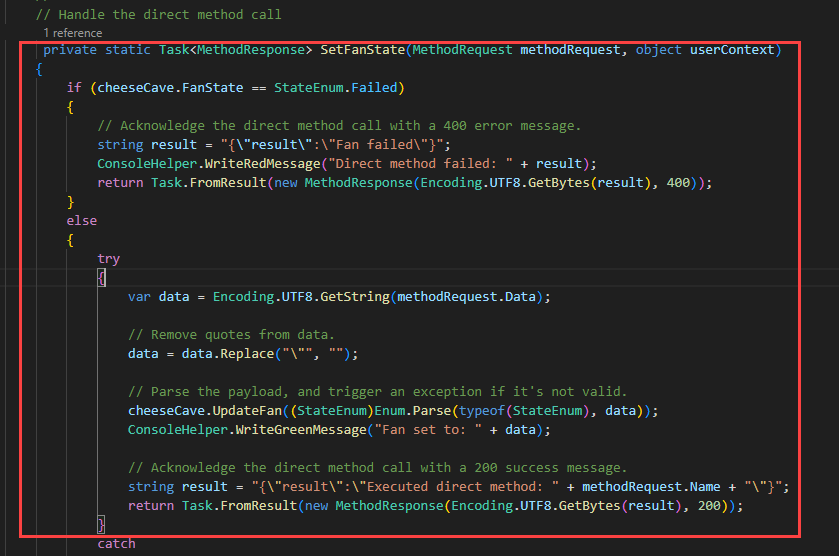 // Handle the direct method call
1 reference
private static Task<MethodResponse> SetFanState(MethodRequest methodRequest, object userContext)
{
if (cheeseCave.FanState == StateEnum.Failed)
{
// Acknowledge the direct method call with a 400 error message.
string result = "{\"result\":\"Fan failed\"}";
ConsoleHelper.WriteRedMessage("Direct method failed: " + result);
return Task.FromResult(new MethodResponse(Encoding.UTF8.GetBytes(result), 400));
}
else
{
try
{
var data = Encoding.UTF8.GetString(methodRequest.Data);
// Remove quotes from data.
data = data.Replace("\"", "");
// Parse the payload, and trigger an exception if it's not valid.
cheeseCave.UpdateFan((StateEnum)Enum.Parse(typeof(StateEnum), data));
ConsoleHelper.WriteGreenMessage("Fan set to: " + data);
// Acknowledge the direct method call with a 200 success message.
string result = "{\"result\":\"Executed direct method: " + methodRequest.Name + "\"}";
return Task.FromResult(new MethodResponse(Encoding.UTF8.GetBytes(result), 200));
}
catch